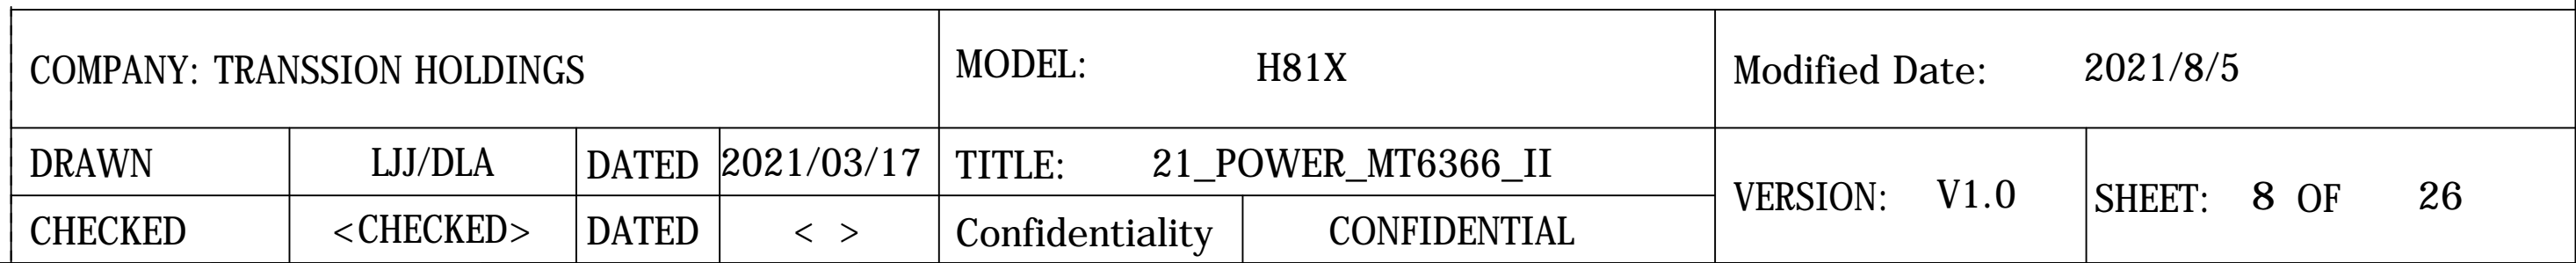 COMPANY: TRANSSION HOLDINGS MODEL: H81X Modified Date: 2021/8/5
DRAWN LJJ/DLA DATED 2021/03/17 TITLE: 21_POWER_MT6366_II
VERSION: V1.0 SHEET: 8 OF 26
CHECKED <CHECKED> DATED < > Confidentiality CONFIDENTIAL